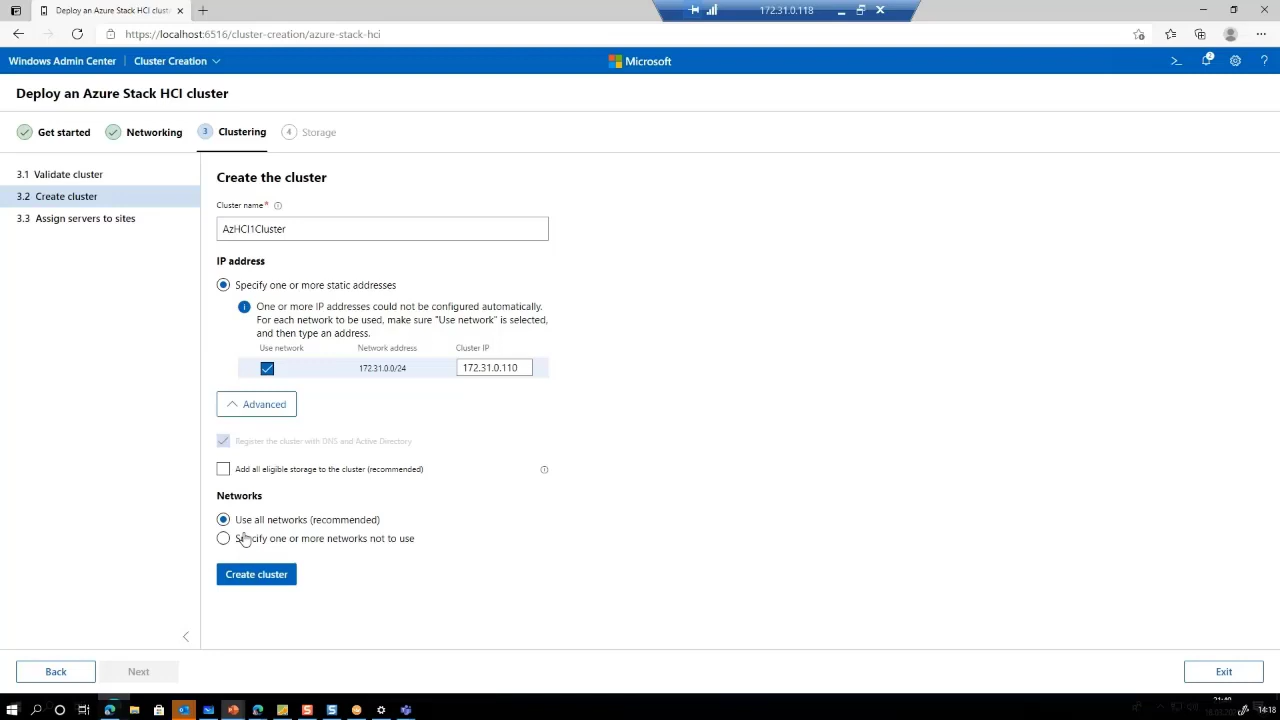 Deploy an Azure Stack HCI cluster
172.31.0.118
https://localhost:6516/cluster-creation/azure-stack-hci
Windows Admin Center
Cluster Creation
Microsoft
2
Deploy an Azure Stack HCI cluster
Get started
Networking
3 Clustering
4 Storage
3.1 Validate cluster
3.2 Create cluster
3.3 Assign servers to sites
Create the cluster
Cluster name*
AzHCI1Cluster
IP address
Specify one or more static addresses
One or more IP addresses could not be configured automatically.
For each network to be used, make sure "Use network" is selected,
and then type an address.
Use network Network address Cluster IP
172.31.0.0/24 172.31.0.110
Advanced
Register the cluster with DNS and Active Directory
Add all eligible storage to the cluster (recommended)
Networks
Use all networks (recommended)
Specify one or more networks not to use
Create cluster
Back
Next
Exit
14:18